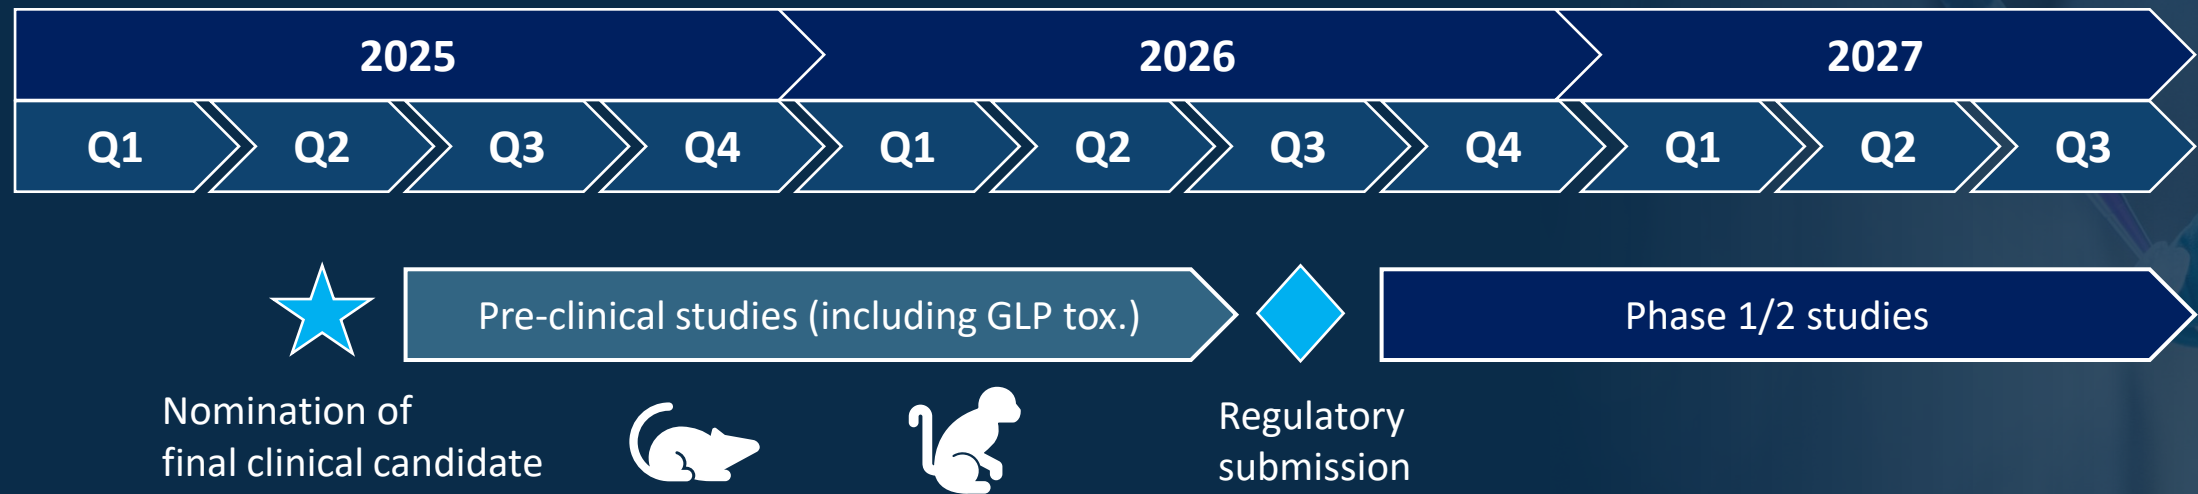 2025 2026 2027
Q1 Q2 Q3 Q4 Q1 Q2 Q3 Q4 Q1 Q2 Q3
Pre-clinical studies (including GLP tox.)
Phase 1/2 studies
Nomination of
final clinical candidate
Regulatory
submission